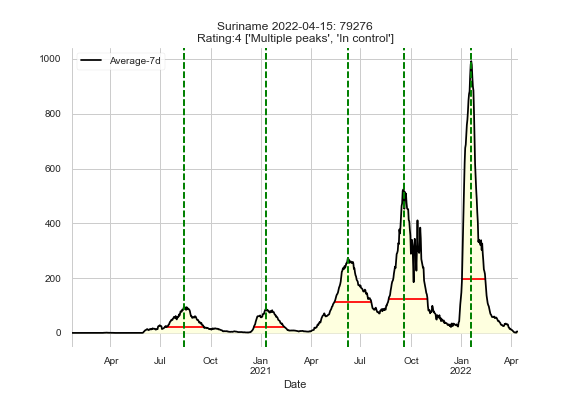 Suriname 2022-04-15: 79276
Rating:4 ['Multiple peaks', 'In control']
Average-7d
1000
800
600
400
200
0
Apr Jul Oct Jan Apr Jul Oct Jan Apr
2021 2022
Date